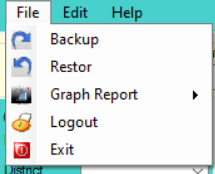 File Edit Help
Backup
Restor
Graph Report
Logout
Exit
District